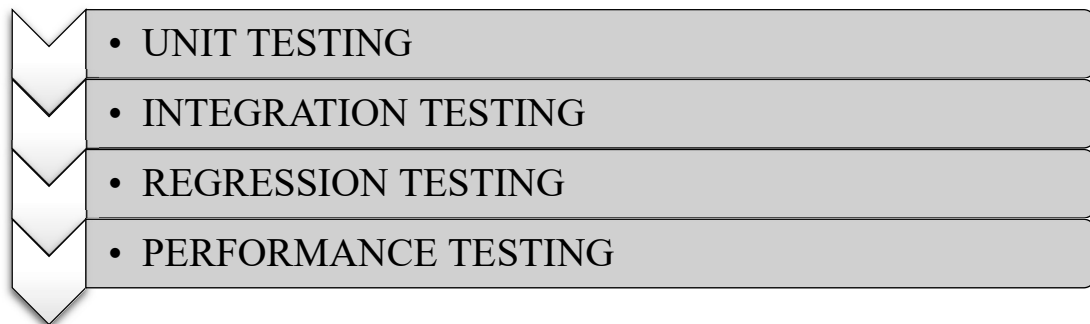 • UNIT TESTING
• INTEGRATION TESTING
• REGRESSION TESTING
• PERFORMANCE TESTING